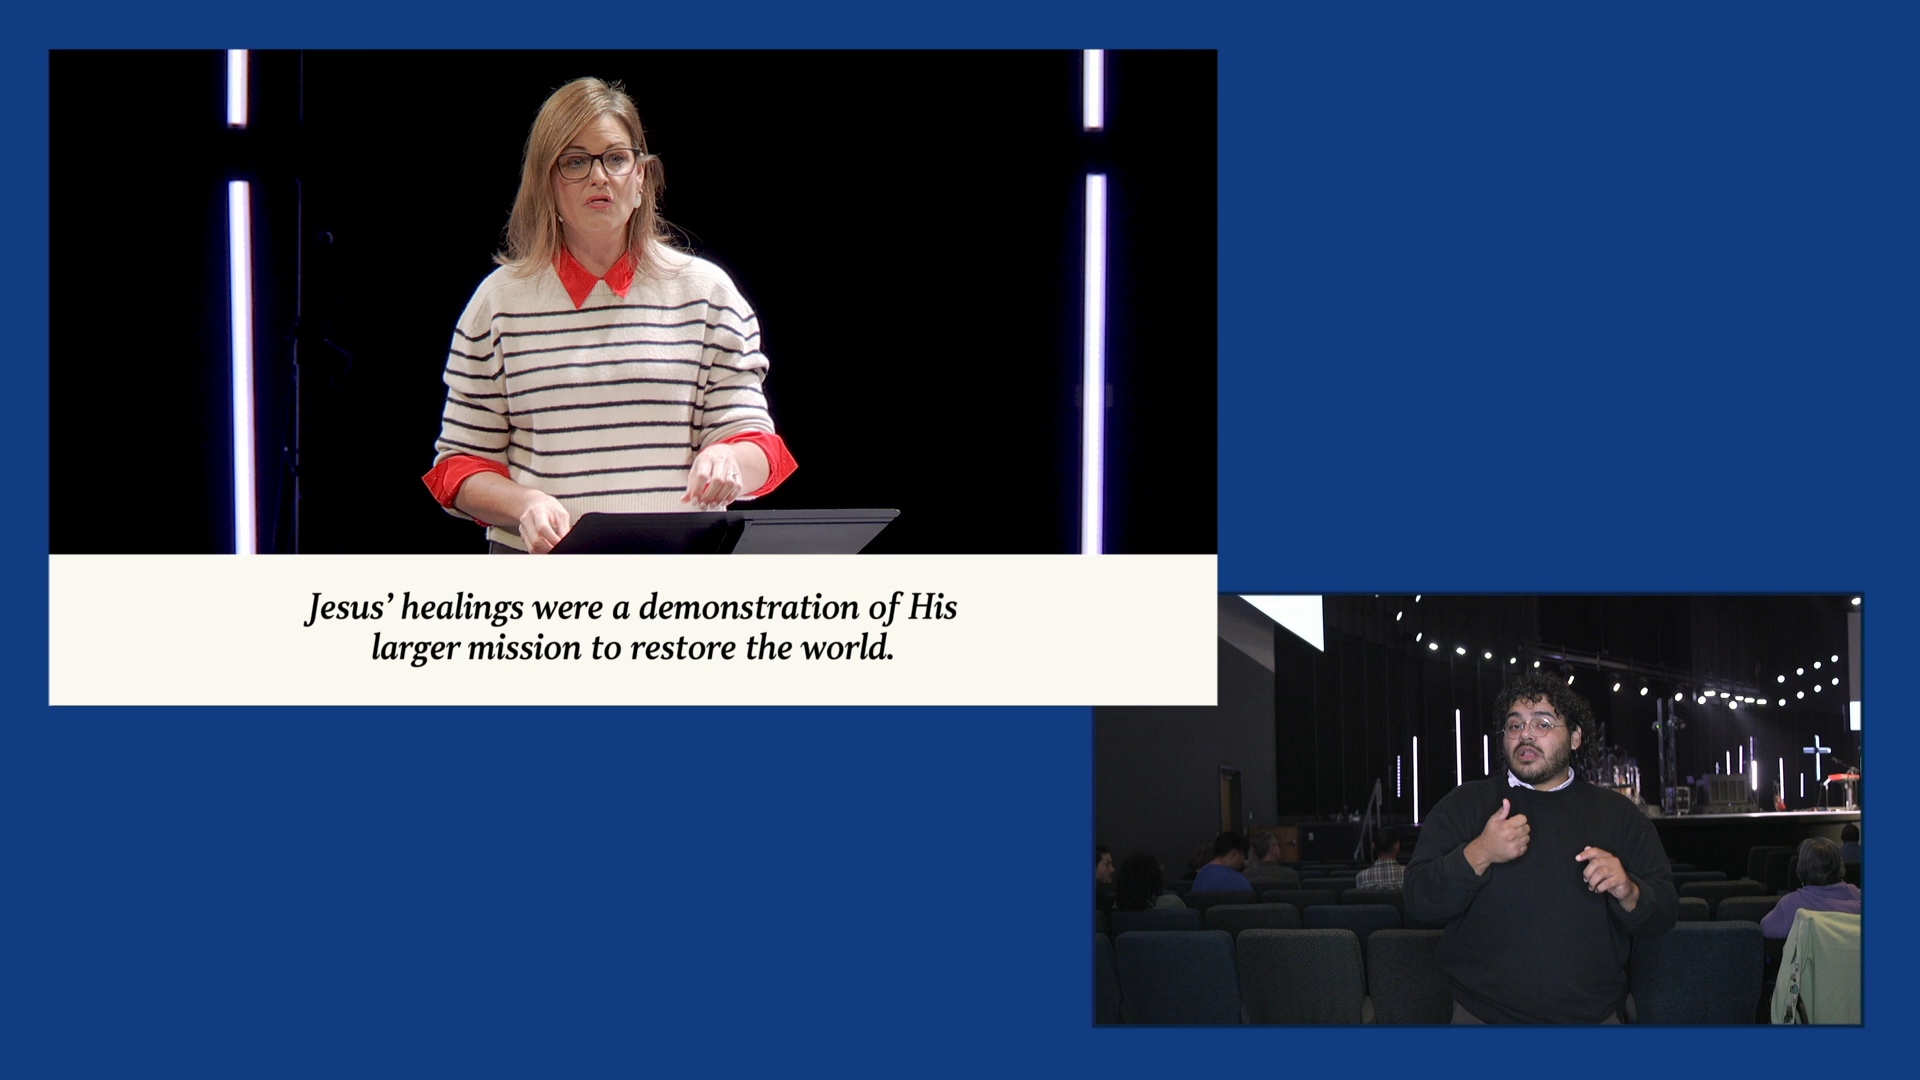 Jesus’ healings were a demonstration of His
larger mission to restore the world.